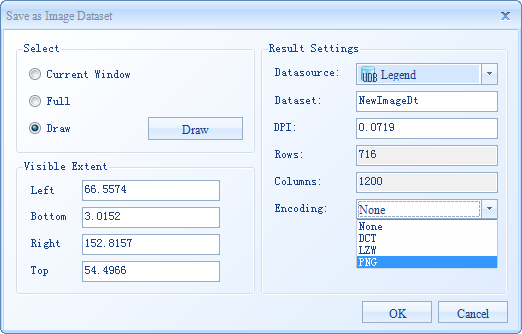 Save as Image Dataset
Select
Current Window
Full
Draw
Draw
Visible Extent
Left 66.5574
Bottom 3.0152
Right 152.8157
Top 54.4966
Result Settings
Datasource: UDB Legend
Dataset: NewImageDt
DPI: 0.0719
Rows: 716
Columns: 1200
Encoding: None
None
DCT
LZW
PNG
OK
Cancel